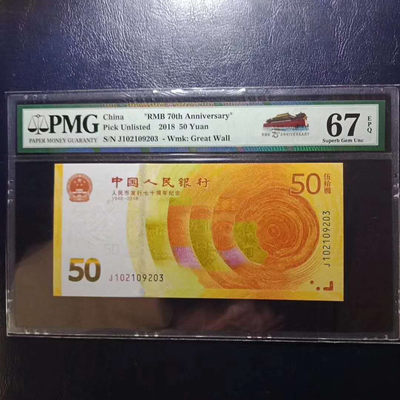 PMG
PAPER MONEY GUARANTY
China "RMB 70th Anniversary"
Pick Unlisted 2018 50 Yuan
S/N J102109203 - Wmk: Great Wall
67 EPQ
Superb Gem Unc
中国人民银行
人民币发行七十周年纪念
1948-2018
50
伍拾圆
J102109203
50
J102109203